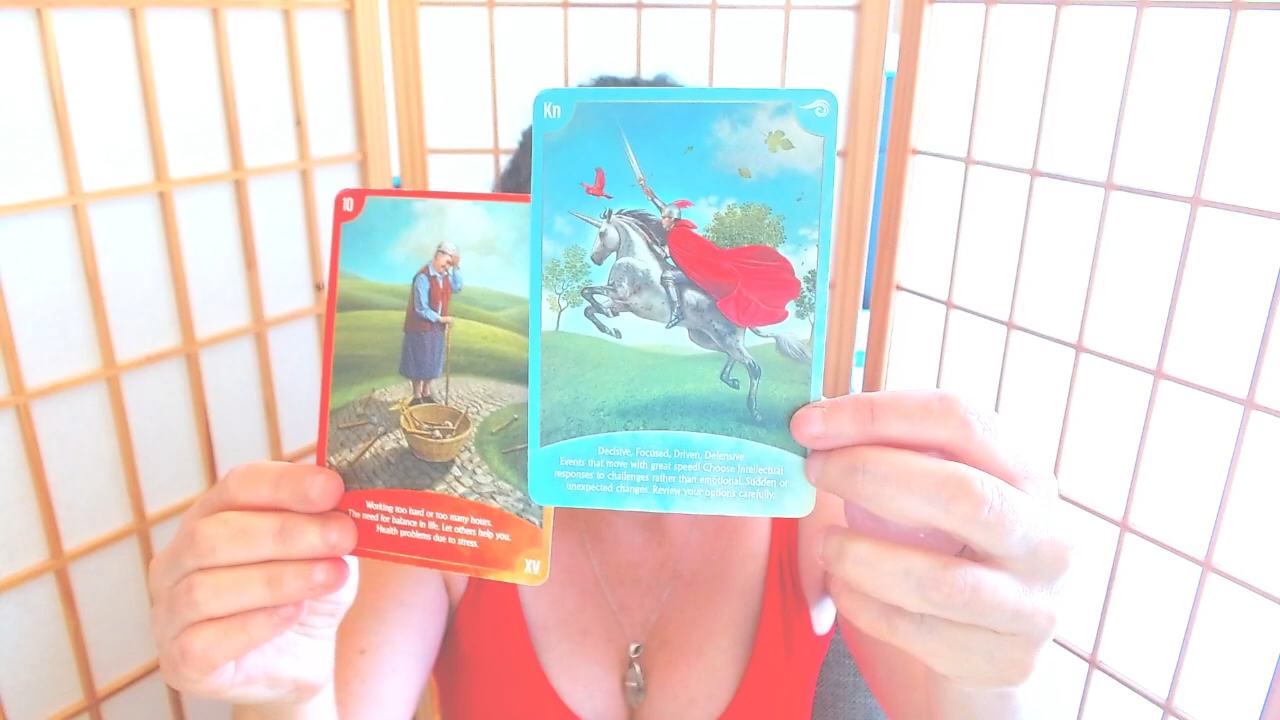 10
Working too hard or too many hours.
The need for balance in life. Let others help you.
Health problems due to stress.
XV
Kn
Decisive, Focused, Driven, Defensive
Events that move with great speed! Choose intellectual
responses to challenges rather than emotional. Sudden or
unexpected changes. Review your options carefully.